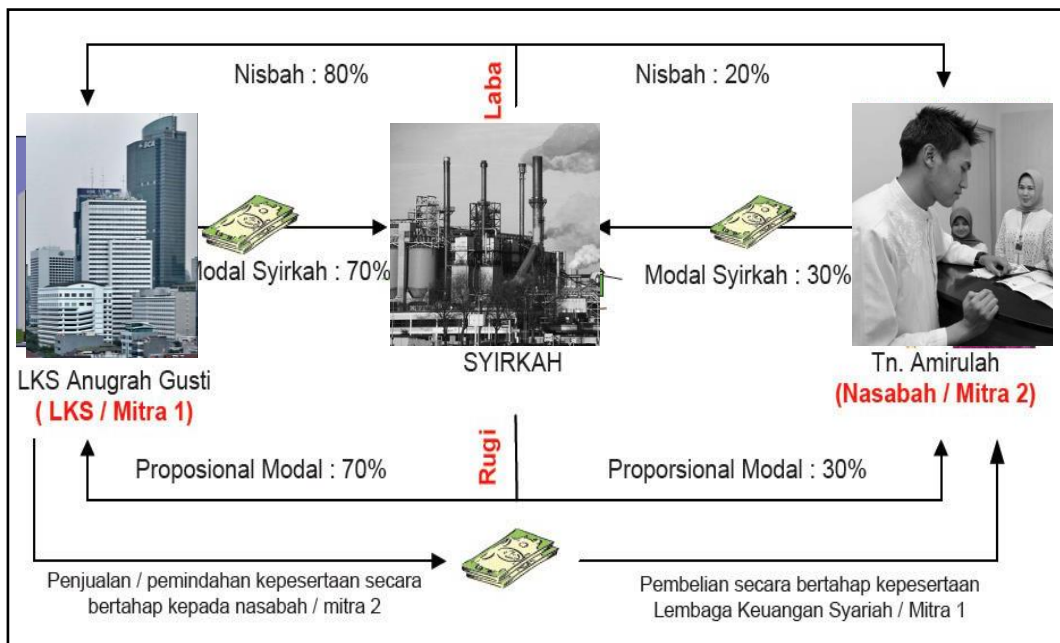 Nisbah : 80%
Laba
Nisbah : 20%
Modal Syirkah : 70%
Modal Syirkah : 30%
SYIRKAH
LKS Anugrah Gusti
( LKS / Mitra 1)
Tn. Amirulah
(Nasabah / Mitra 2)
Proposional Modal : 70%
Rugi
Proporsional Modal : 30%
Penjualan / pemindahan kepesertaan secara
bertahap kepada nasabah / mitra 2
Pembelian secara bertahap kepesertaan
Lembaga Keuangan Syariah / Mitra 1